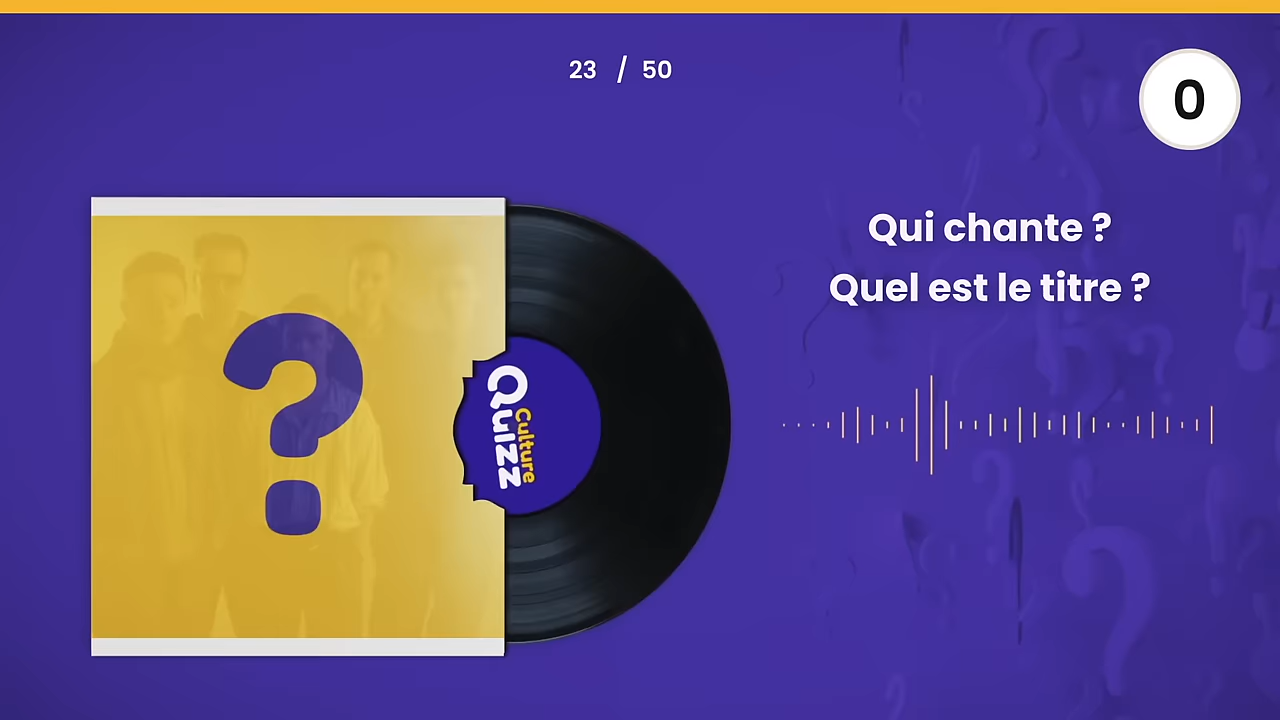 23 / 50
0
Qui chante ?
Quel est le titre ?
Culture
Quizz